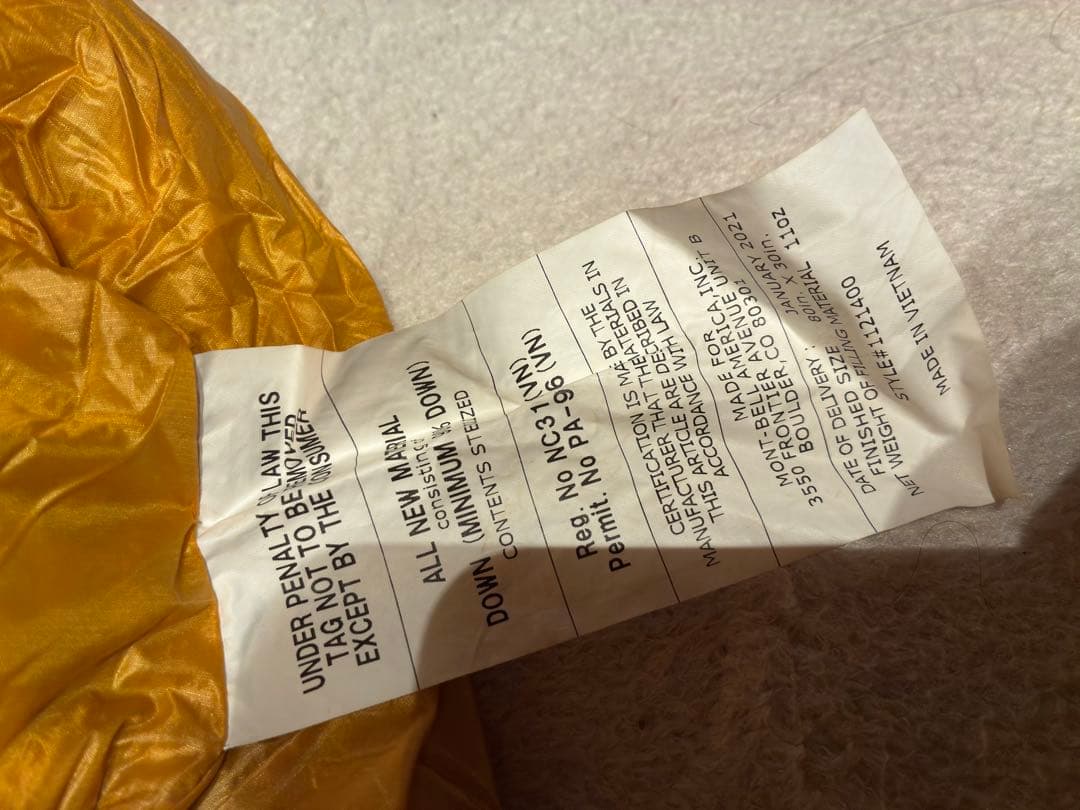 UNDER PENALTY OF LAW THIS
TAG NOT TO BE REMOVED
EXCEPT BY THE CONSUMER
ALL NEW
consisting
DOWN (MINIMUM % DOWN)
CONTENTS
Reg. No NC31(VN)
Permit. No PA-96 (VN)
CERTIFICATION IS MADE BY THE
MANUFACTURER THAT THE MATERIALS IN
THIS ARTICLE ARE DESCRIBED IN
ACCORDANCE WITH LAW
MADE FOR
MONT-BELL AMERICA, INC.
3550 FRONTIER AVENUE UNIT B
BOULDER, CO 80301
DATE OF DELIVERY JANUARY 2021
FINISHED SIZE 80in. X 30in.
NET WEIGHT OF FILLING MATERIAL 11OZ
STYLE#1121400
MADE IN VIETNAM